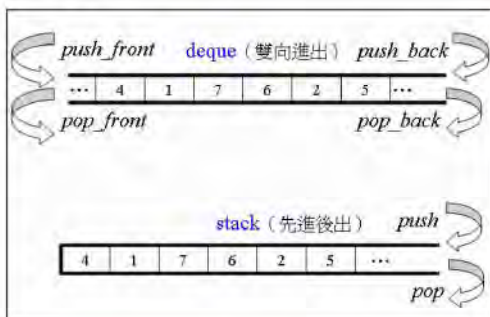 push_front deque（雙向進出） push_back
… 4 1 7 6 2 5 …
pop_front pop_back
stack（先進後出） push
4 1 7 6 2 5 …
pop